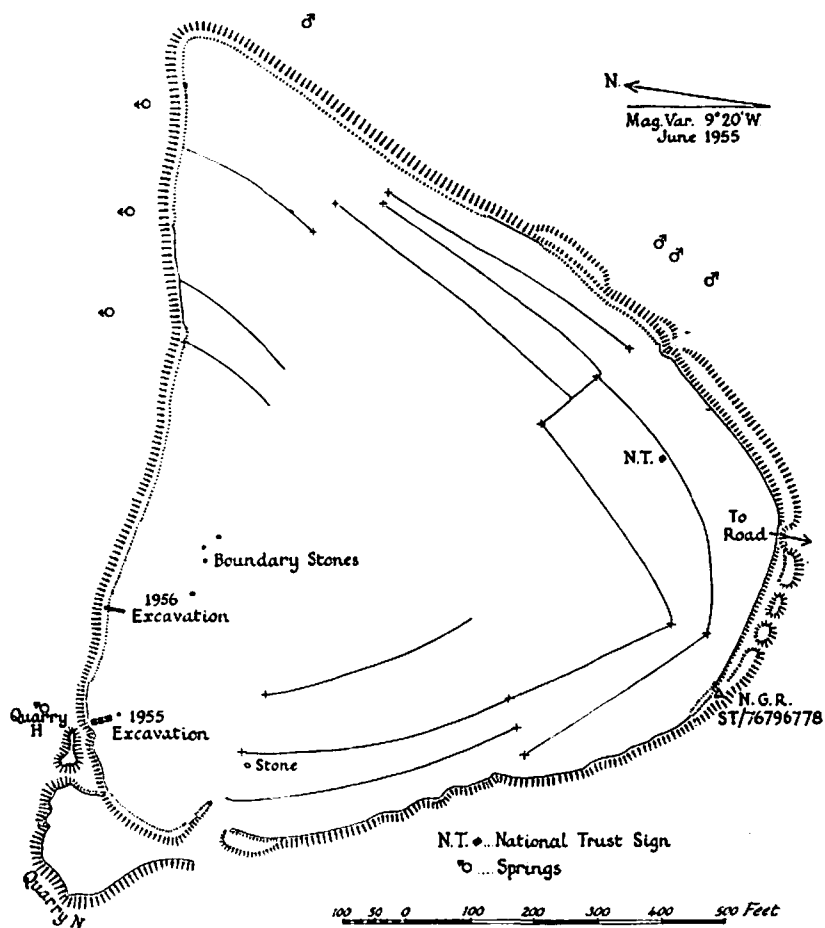 N.
Mag. Var. 9°20'W
June 1955
N.T.
To
Road
Boundary Stones
1956
Excavation
Quarry
H
1955
Excavation
N.G.R.
ST/76796778
Stone
N.T. .. National Trust Sign
.... Springs
Quarry N
100 50 0 100 200 300 400 500 Feet